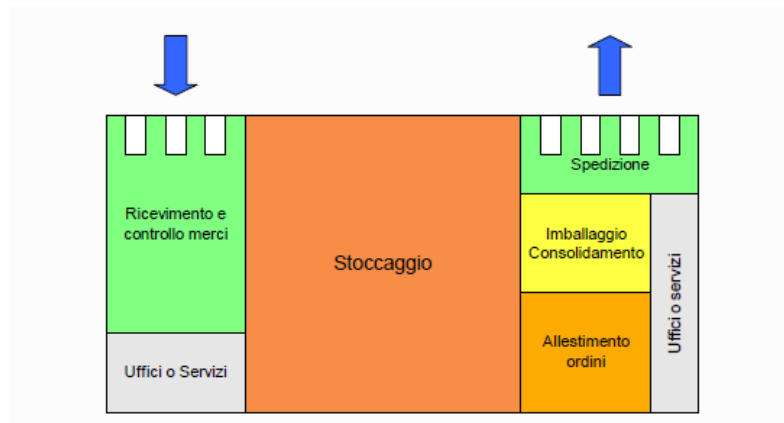 Ricevimento e
controllo merci
Uffici o Servizi
Stoccaggio
Spedizione
Imballaggio
Consolidamento
Allestimento
ordini
Uffici o servizi